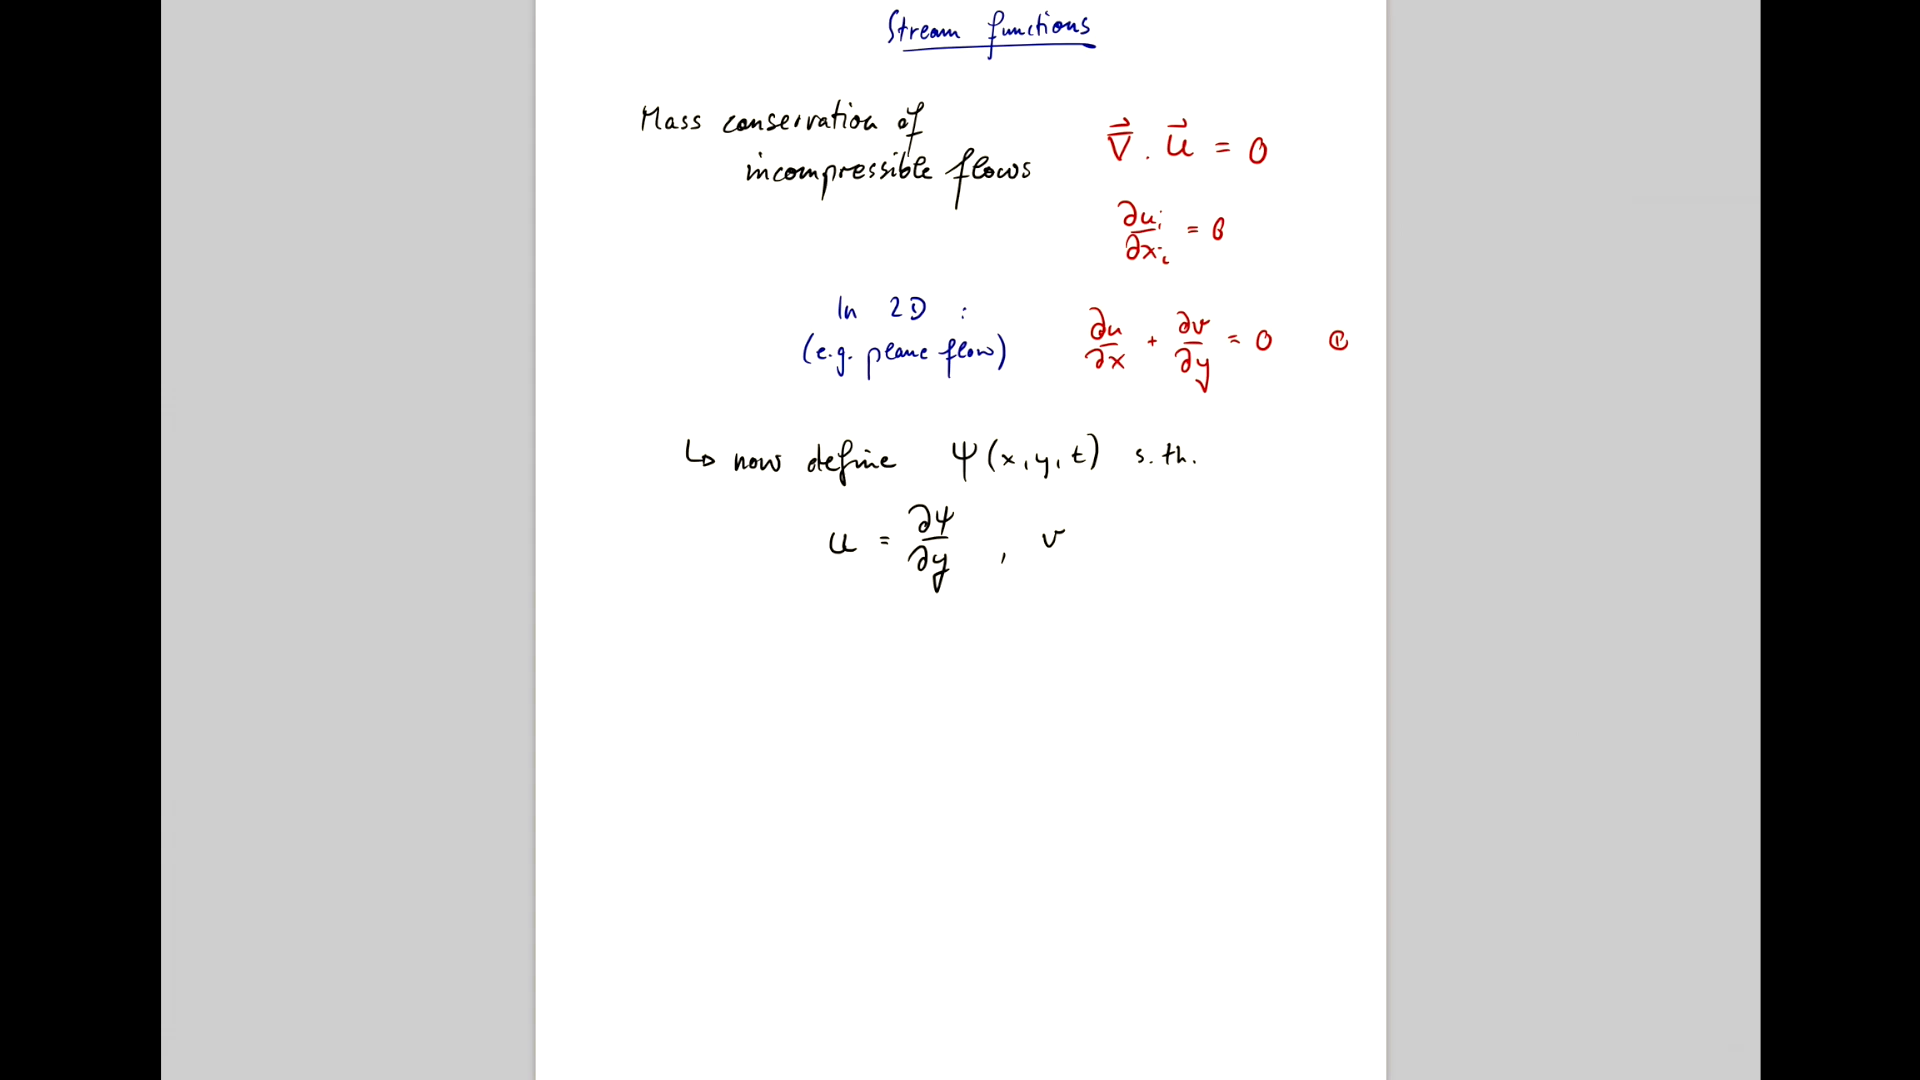 Stream functions
Mass conservation of
incompressible flows
∇⃗ . u⃗ = 0
∂uᵢ/∂xᵢ = 0
In 2D :
(e.g. plane flow)
∂u/∂x + ∂v/∂y = 0 ①
↳ now define ψ(x,y,t) s.th.
u = ∂ψ/∂y , v